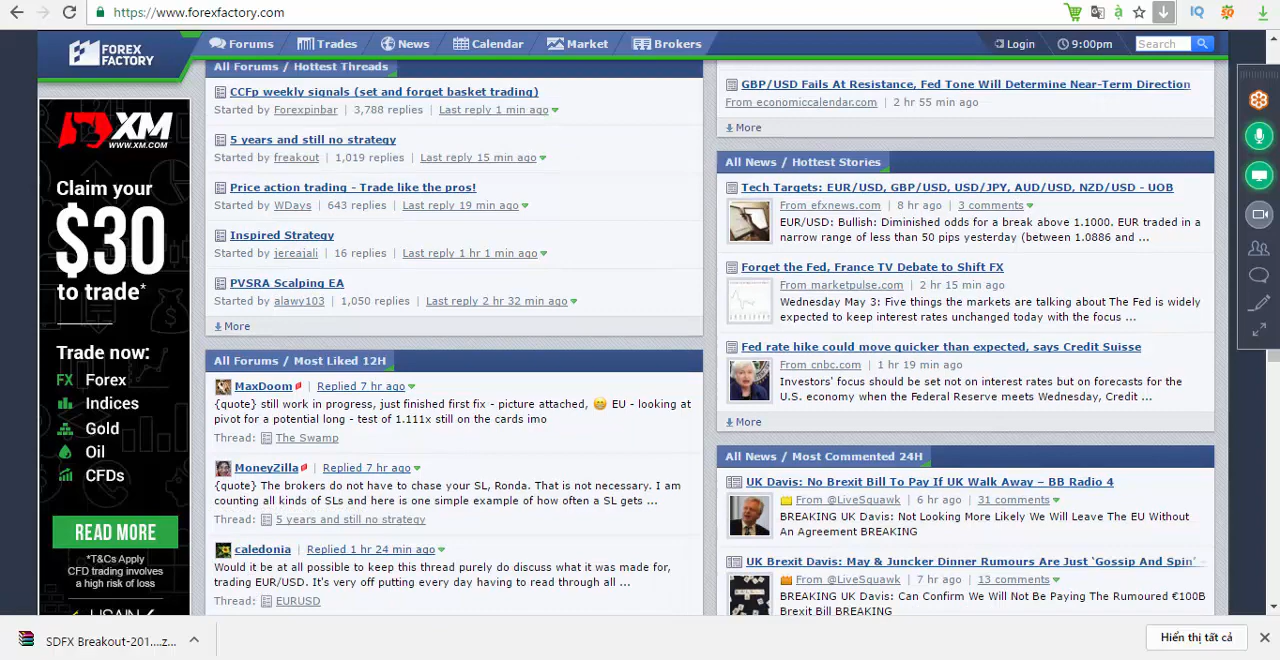 https://www.forexfactory.com
IQ
FOREX
FACTORY
Forums
Trades
News
Calendar
Market
Brokers
Login
9:00pm
Search
XM
WWW.XM.COM
Claim your
$30
to trade*
Trade now:
FX Forex
Indices
Gold
Oil
CFDs
READ MORE
*T&Cs Apply
CFD trading involves
a high risk of loss
All Forums / Hottest Threads
CCFp weekly signals (set and forget basket trading)
Started by Forexpinbar | 3,788 replies | Last reply 1 min ago
5 years and still no strategy
Started by freakout | 1,019 replies | Last reply 15 min ago
Price action trading - Trade like the pros!
Started by WDays | 643 replies | Last reply 19 min ago
Inspired Strategy
Started by jereajali | 16 replies | Last reply 1 hr 1 min ago
PVSRA Scalping EA
Started by alawy103 | 1,050 replies | Last reply 2 hr 32 min ago
More
All Forums / Most Liked 12H
MaxDoom | Replied 7 hr ago
{quote} still work in progress, just finished first fix - picture attached, 😀 EU - looking at
pivot for a potential long - test of 1.111x still on the cards imo
Thread: The Swamp
MoneyZilla | Replied 7 hr ago
{quote} The brokers do not have to chase your SL, Ronda. That is not necessary. I am
counting all kinds of SLs and here is one simple example of how often a SL gets ...
Thread: 5 years and still no strategy
caledonia | Replied 1 hr 24 min ago
Would it be at all possible to keep this thread purely do discuss what it was made for,
trading EUR/USD. It's very off putting every day having to read through all ...
Thread: EURUSD
GBP/USD Fails At Resistance, Fed Tone Will Determine Near-Term Direction
From economiccalendar.com | 2 hr 55 min ago
More
All News / Hottest Stories
Tech Targets: EUR/USD, GBP/USD, USD/JPY, AUD/USD, NZD/USD - UOB
From efxnews.com | 8 hr ago | 3 comments
EUR/USD: Bullish: Diminished odds for a break above 1.1000. EUR traded in a
narrow range of less than 50 pips yesterday (between 1.0886 and ...
Forget the Fed, France TV Debate to Shift FX
From marketpulse.com | 2 hr 15 min ago
Wednesday May 3: Five things the markets are talking about The Fed is widely
expected to keep interest rates unchanged today with the focus ...
Fed rate hike could move quicker than expected, says Credit Suisse
From cnbc.com | 1 hr 19 min ago
Investors' focus should be set not on interest rates but on forecasts for the
U.S. economy when the Federal Reserve meets Wednesday, Credit ...
More
All News / Most Commented 24H
UK Davis: No Brexit Bill To Pay If UK Walk Away – BB Radio 4
From @LiveSquawk | 6 hr ago | 31 comments
BREAKING UK Davis: Not Looking More Likely We Will Leave The EU Without
An Agreement BREAKING
UK Brexit Davis: May & Juncker Dinner Rumours Are Just 'Gossip And Spin'
From @LiveSquawk | 7 hr ago | 13 comments
BREAKING UK Davis: Can Confirm We Will Not Be Paying The Rumoured €100B
Brexit Bill BREAKING
SDFX Breakout-201....z...
Hiển thị tất cả